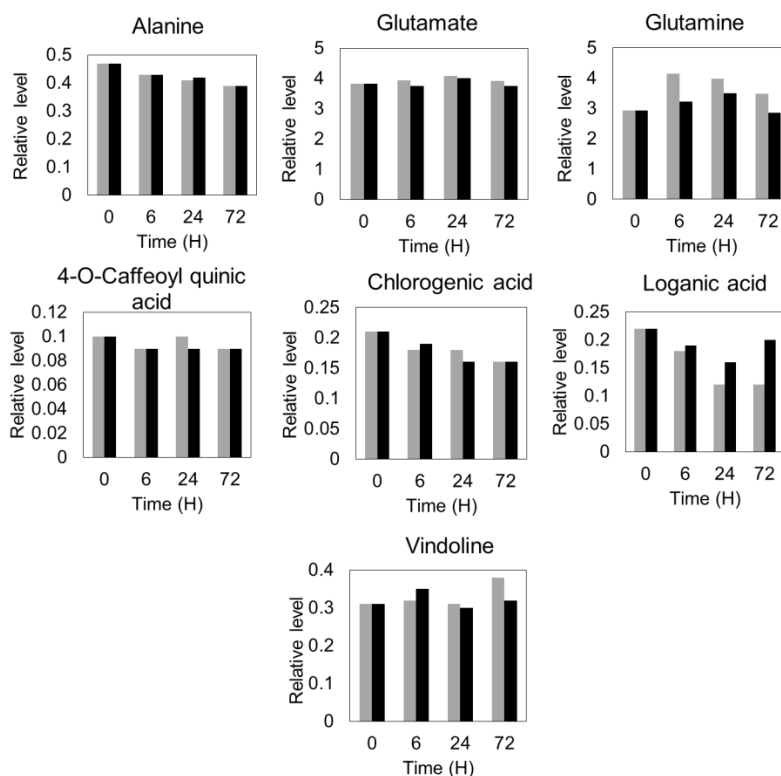 Alanine
Relative level
0.5
0.4
0.3
0.2
0.1
0
0 6 24 72
Time (H)
Glutamate
Relative level
5
4
3
2
1
0
0 6 24 72
Time (H)
Glutamine
Relative level
5
4
3
2
1
0
0 6 24 72
Time (H)
4-O-Caffeoyl quinic
acid
Relative level
0.12
0.1
0.08
0.06
0.04
0.02
0
0 6 24 72
Time (H)
Chlorogenic acid
Relative level
0.25
0.2
0.15
0.1
0.05
0
0 6 24 72
Time (H)
Loganic acid
Relative level
0.25
0.2
0.15
0.1
0.05
0
0 6 24 72
Time (H)
Vindoline
Relative level
0.4
0.3
0.2
0.1
0
0 6 24 72
Time (H)